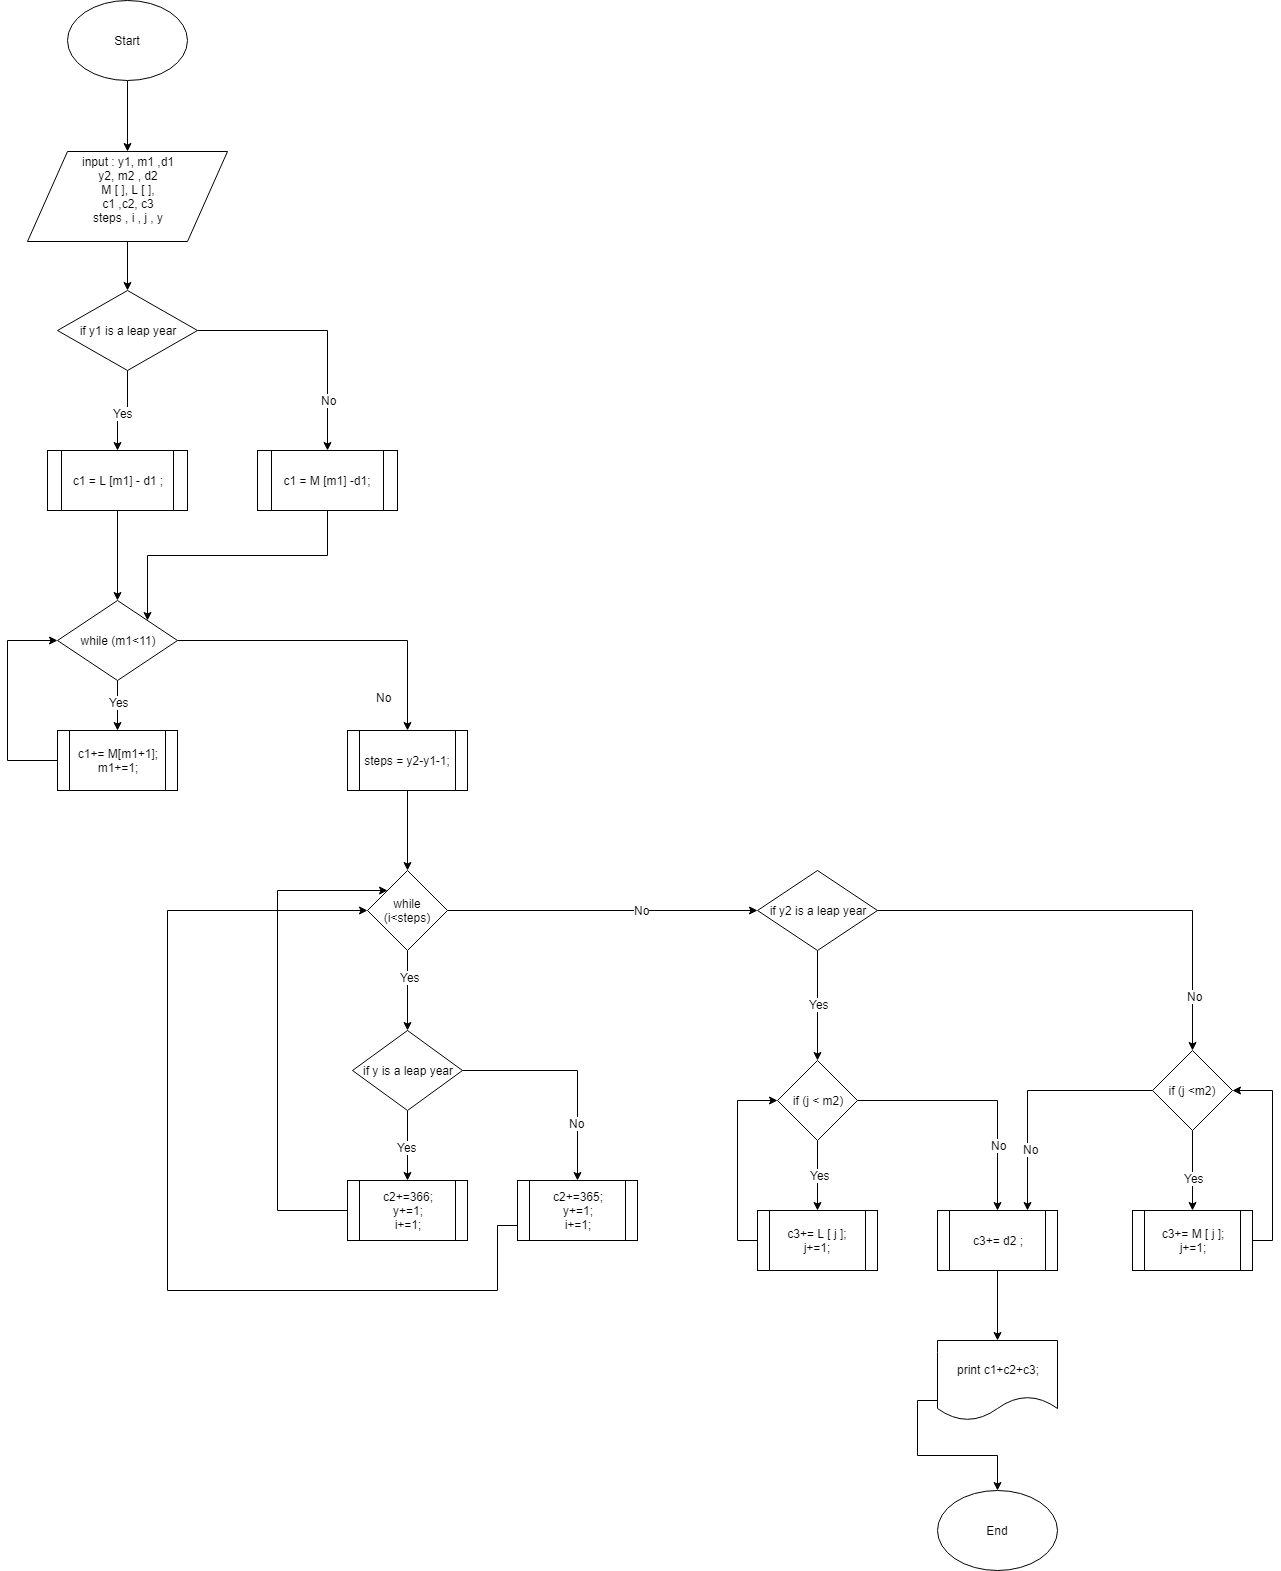 Start
input : y1, m1 ,d1
y2, m2 , d2
M [ ], L [ ],
c1 ,c2, c3
steps , i , j , y
if y1 is a leap year
Yes
No
c1 = L [m1] - d1 ;
c1 = M [m1] -d1;
while (m1<11)
Yes
No
c1+= M[m1+1];
m1+=1;
steps = y2-y1-1;
while
(i<steps)
No
if y2 is a leap year
Yes
Yes
No
if y is a leap year
if (j < m2)
if (j <m2)
Yes
No
No
No
Yes
Yes
c2+=366;
y+=1;
i+=1;
c2+=365;
y+=1;
i+=1;
c3+= L [ j ];
j+=1;
c3+= d2 ;
c3+= M [ j ];
j+=1;
print c1+c2+c3;
End